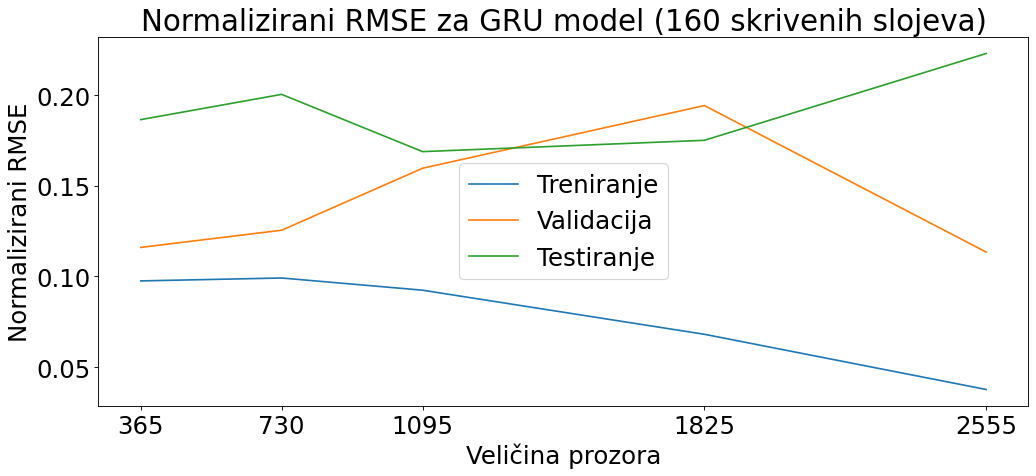 Normalizirani RMSE za GRU model (160 skrivenih slojeva)
Normalizirani RMSE
0.20
0.15
0.10
0.05
Treniranje
Validacija
Testiranje
365 730 1095 1825 2555
Veličina prozora